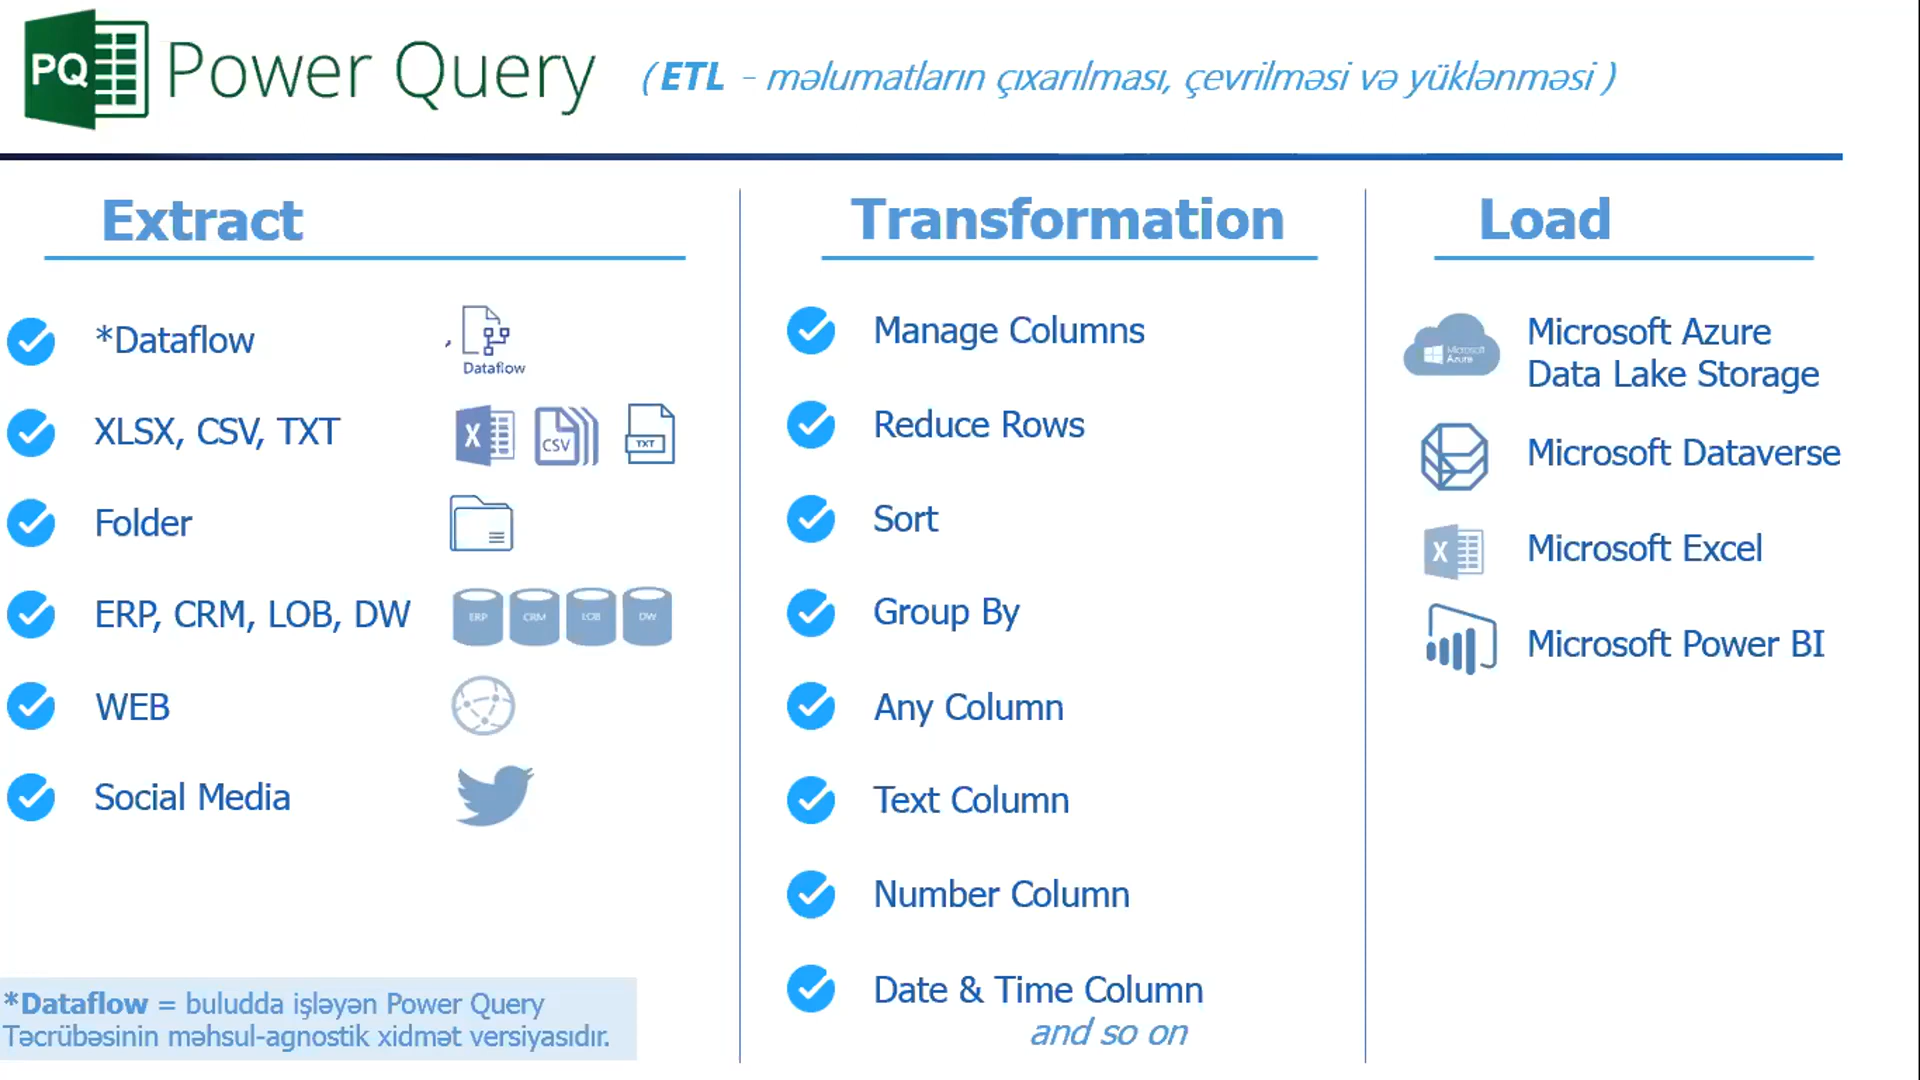 PQ Power Query ( ETL - məlumatların çıxarılması, çevrilməsi və yüklənməsi )
Extract
*Dataflow
Dataflow
XLSX, CSV, TXT
X CSV TXT
Folder
ERP, CRM, LOB, DW
ERP CRM LOB DW
WEB
Social Media
*Dataflow = buludda işləyən Power Query
Təcrübəsinin məhsul-aqnostik xidmət versiyasıdır.
Transformation
Manage Columns
Reduce Rows
Sort
Group By
Any Column
Text Column
Number Column
Date & Time Column
and so on
Load
Microsoft
Azure
Microsoft Azure
Data Lake Storage
Microsoft Dataverse
X
Microsoft Excel
Microsoft Power BI